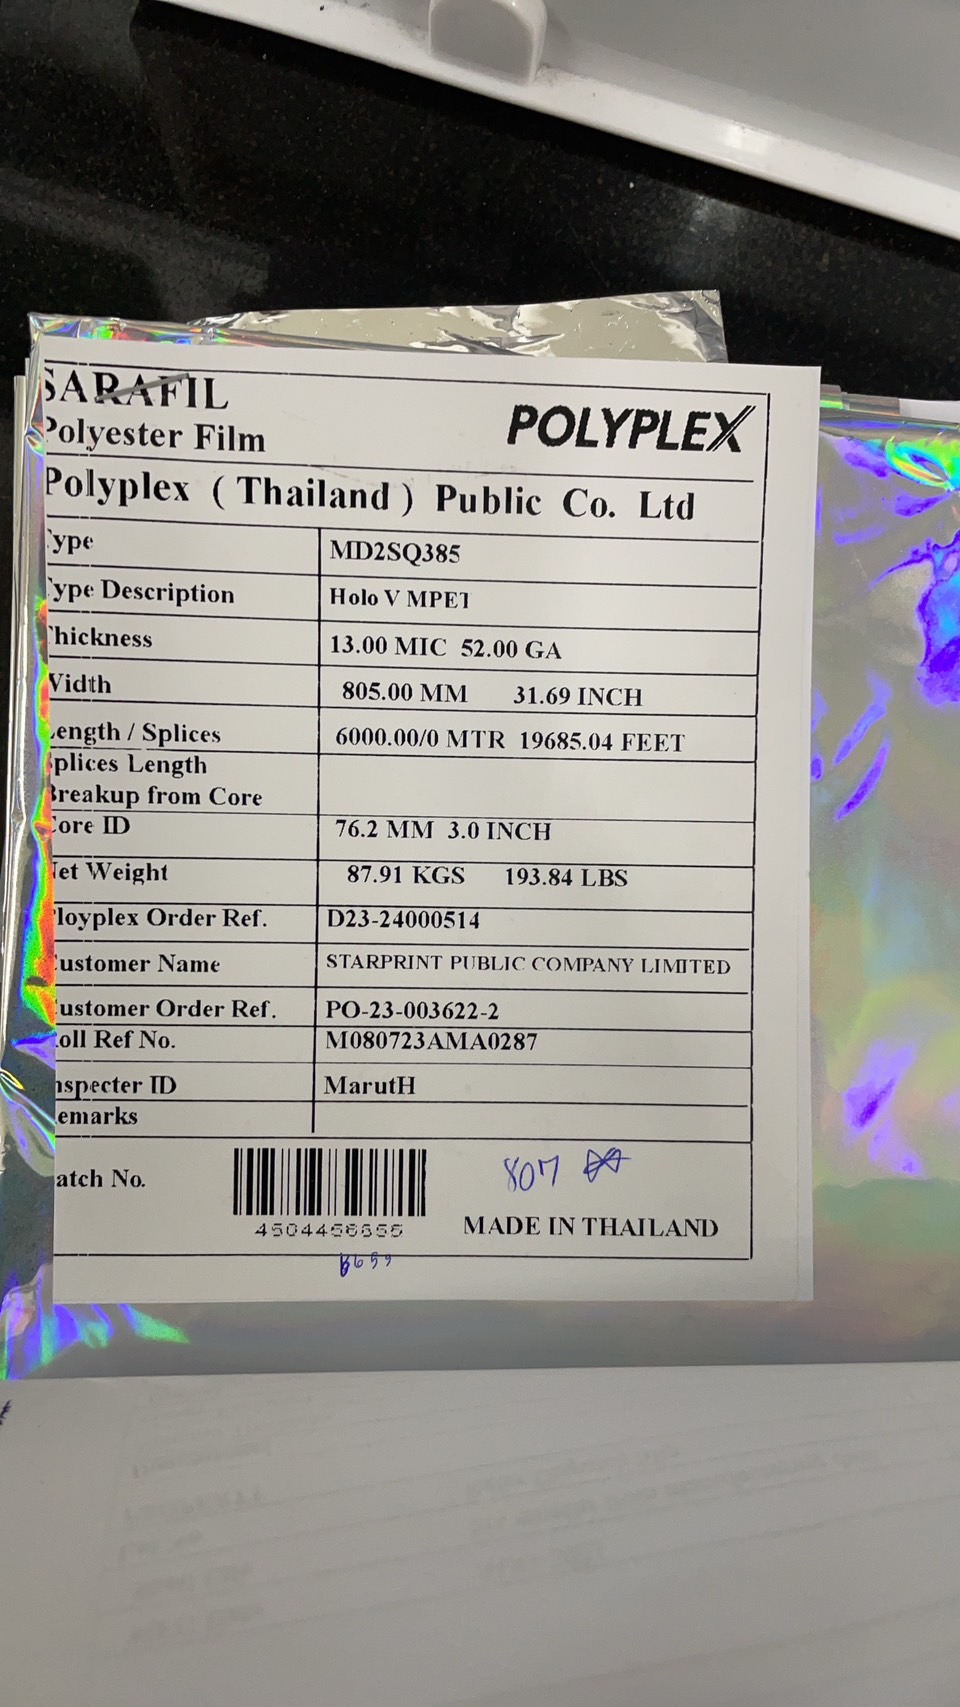 SARAFIL
Polyester Film
POLYPLEX
Polyplex ( Thailand ) Public Co. Ltd
Type MD2SQ385
Type Description Holo V MPET
Thickness 13.00 MIC 52.00 GA
Width 805.00 MM 31.69 INCH
Length / Splices 6000.00/0 MTR 19685.04 FEET
Splices Length
Breakup from Core
Core ID 76.2 MM 3.0 INCH
Net Weight 87.91 KGS 193.84 LBS
Ployplex Order Ref. D23-24000514
Customer Name STARPRINT PUBLIC COMPANY LIMITED
Customer Order Ref. PO-23-003622-2
Roll Ref No. M080723AMA0287
Inspecter ID MarutH
Remarks
Batch No.
807
MADE IN THAILAND